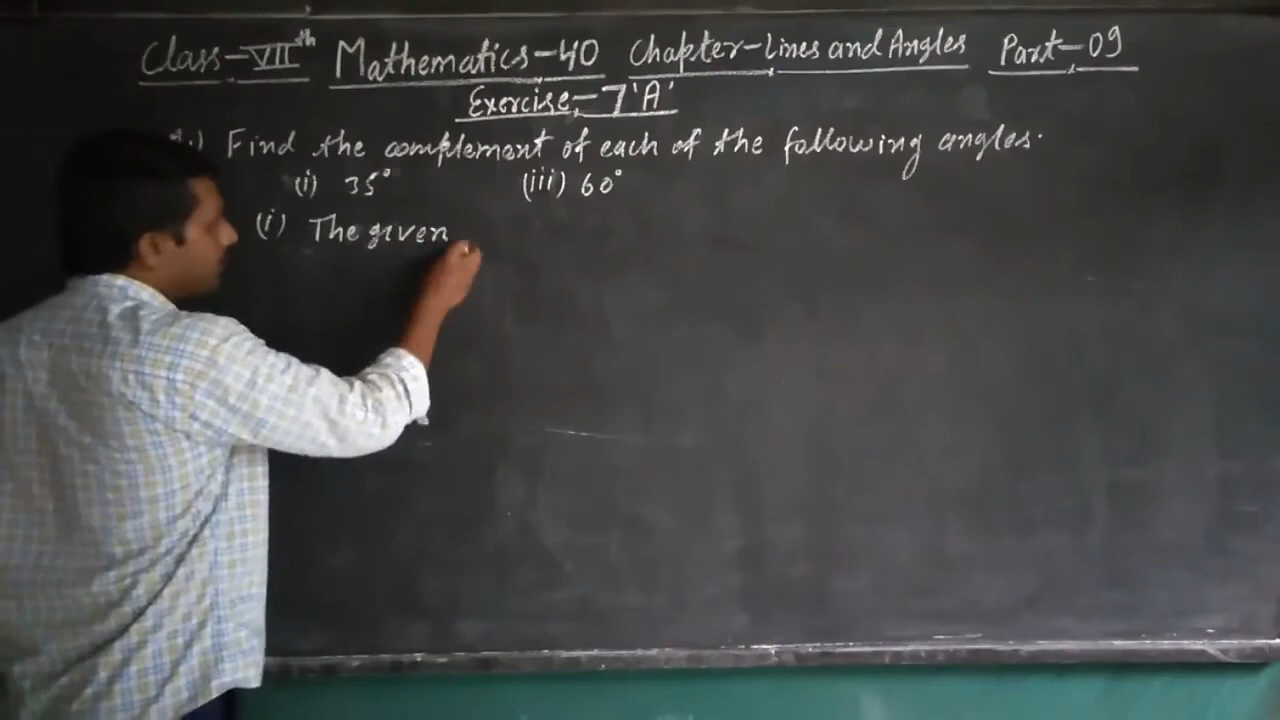 Class-VIIth Mathematics-40 Chapter-Lines and Angles Part-09
Exercise-7'A'
Find the complement of each of the following angles.
(i) 35° (iii) 60°
(i) The given